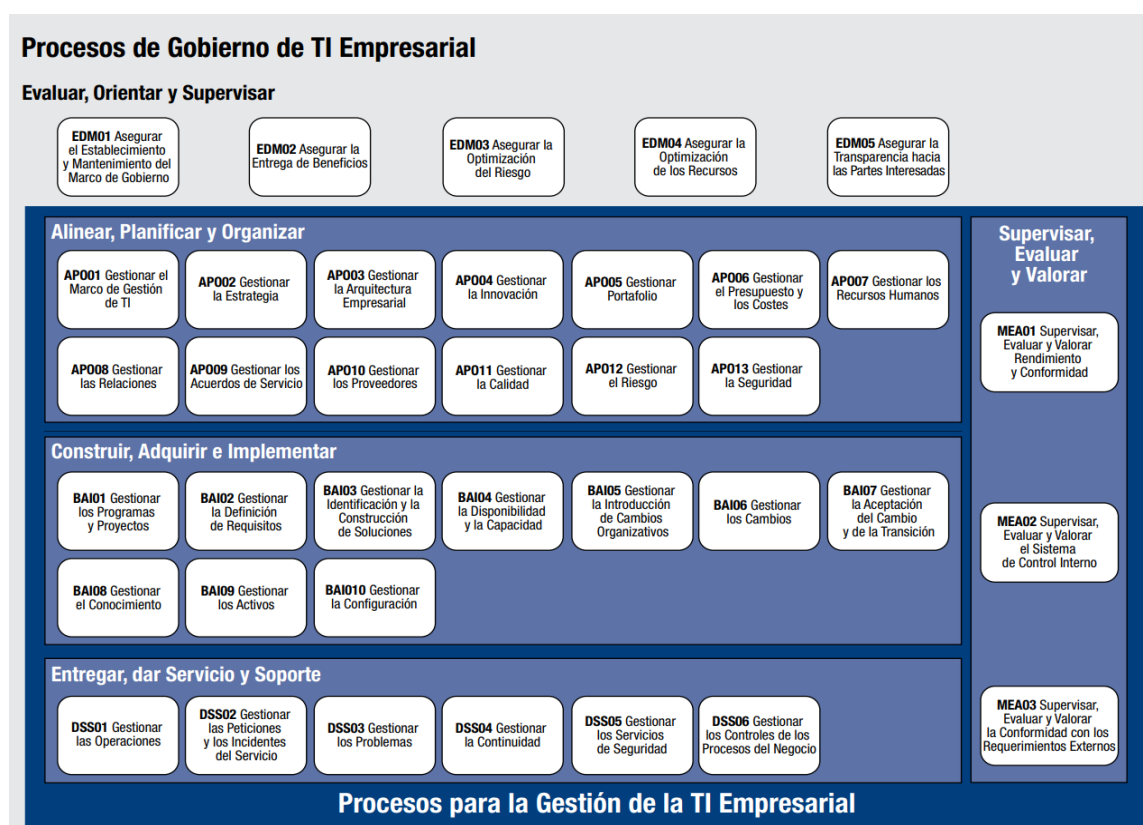 Procesos de Gobierno de TI Empresarial
Evaluar, Orientar y Supervisar
EDM01 Asegurar
el Establecimiento
y Mantenimiento del
Marco de Gobierno
EDM02 Asegurar la
Entrega de Beneficios
EDM03 Asegurar la
Optimización
del Riesgo
EDM04 Asegurar la
Optimización
de los Recursos
EDM05 Asegurar la
Transparencia hacia
las Partes Interesadas
Alinear, Planificar y Organizar
APO01 Gestionar el
Marco de Gestión
de TI
APO02 Gestionar
la Estrategia
APO03 Gestionar
la Arquitectura
Empresarial
APO04 Gestionar
la Innovación
APO05 Gestionar
Portafolio
APO06 Gestionar
el Presupuesto y
los Costes
APO07 Gestionar los
Recursos Humanos
APO08 Gestionar
las Relaciones
APO09 Gestionar los
Acuerdos de Servicio
APO10 Gestionar
los Proveedores
APO11 Gestionar
la Calidad
APO12 Gestionar
el Riesgo
APO13 Gestionar
la Seguridad
Construir, Adquirir e Implementar
BAI01 Gestionar
los Programas
y Proyectos
BAI02 Gestionar
la Definición
de Requisitos
BAI03 Gestionar la
Identificación y la
Construcción
de Soluciones
BAI04 Gestionar
la Disponibilidad
y la Capacidad
BAI05 Gestionar
la Introducción
de Cambios
Organizativos
BAI06 Gestionar
los Cambios
BAI07 Gestionar
la Aceptación
del Cambio
y de la Transición
BAI08 Gestionar
el Conocimiento
BAI09 Gestionar
los Activos
BAI010 Gestionar
la Configuración
Entregar, dar Servicio y Soporte
DSS01 Gestionar
las Operaciones
DSS02 Gestionar
las Peticiones
y los Incidentes
del Servicio
DSS03 Gestionar
los Problemas
DSS04 Gestionar
la Continuidad
DSS05 Gestionar
los Servicios
de Seguridad
DSS06 Gestionar
los Controles de los
Procesos del Negocio
Supervisar,
Evaluar
y Valorar
MEA01 Supervisar,
Evaluar y Valorar
Rendimiento
y Conformidad
MEA02 Supervisar,
Evaluar y Valorar
el Sistema
de Control Interno
MEA03 Supervisar,
Evaluar y Valorar
la Conformidad con los
Requerimientos Externos
Procesos para la Gestión de la TI Empresarial